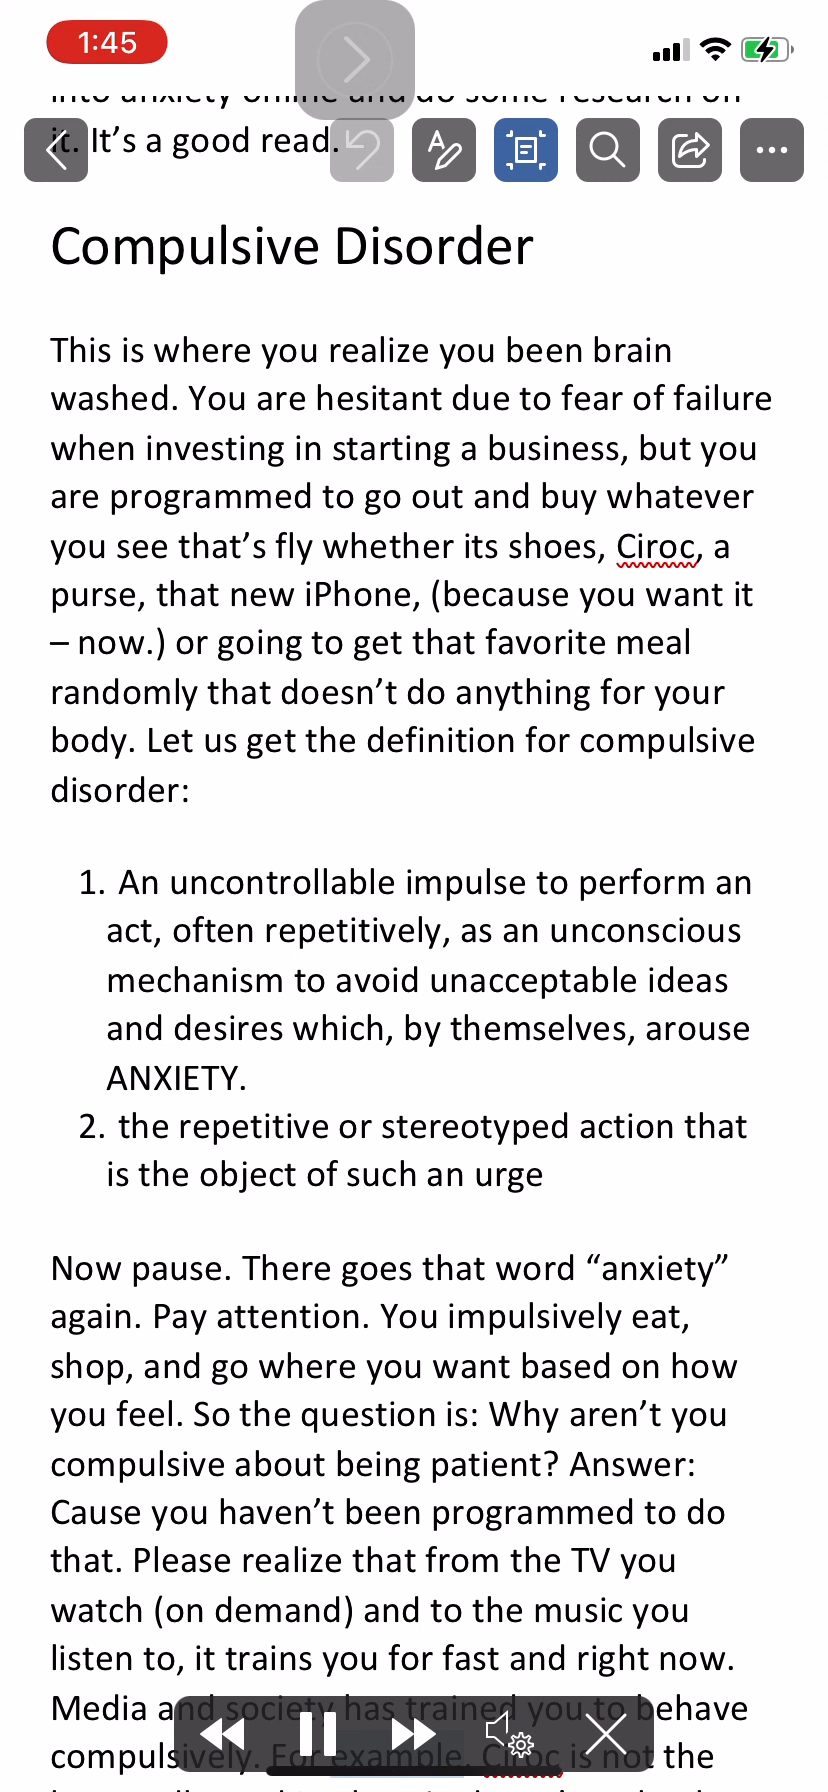 1:45
into anxiety online and do some research on
it. It's a good read.
Compulsive Disorder
This is where you realize you been brain
washed. You are hesitant due to fear of failure
when investing in starting a business, but you
are programmed to go out and buy whatever
you see that's fly whether its shoes, Ciroc, a
purse, that new iPhone, (because you want it
– now.) or going to get that favorite meal
randomly that doesn't do anything for your
body. Let us get the definition for compulsive
disorder:
1. An uncontrollable impulse to perform an
act, often repetitively, as an unconscious
mechanism to avoid unacceptable ideas
and desires which, by themselves, arouse
ANXIETY.
2. the repetitive or stereotyped action that
is the object of such an urge
Now pause. There goes that word “anxiety”
again. Pay attention. You impulsively eat,
shop, and go where you want based on how
you feel. So the question is: Why aren't you
compulsive about being patient? Answer:
Cause you haven't been programmed to do
that. Please realize that from the TV you
watch (on demand) and to the music you
listen to, it trains you for fast and right now.
Media and society has trained you to behave
compulsively. For example, Ciroc is not the